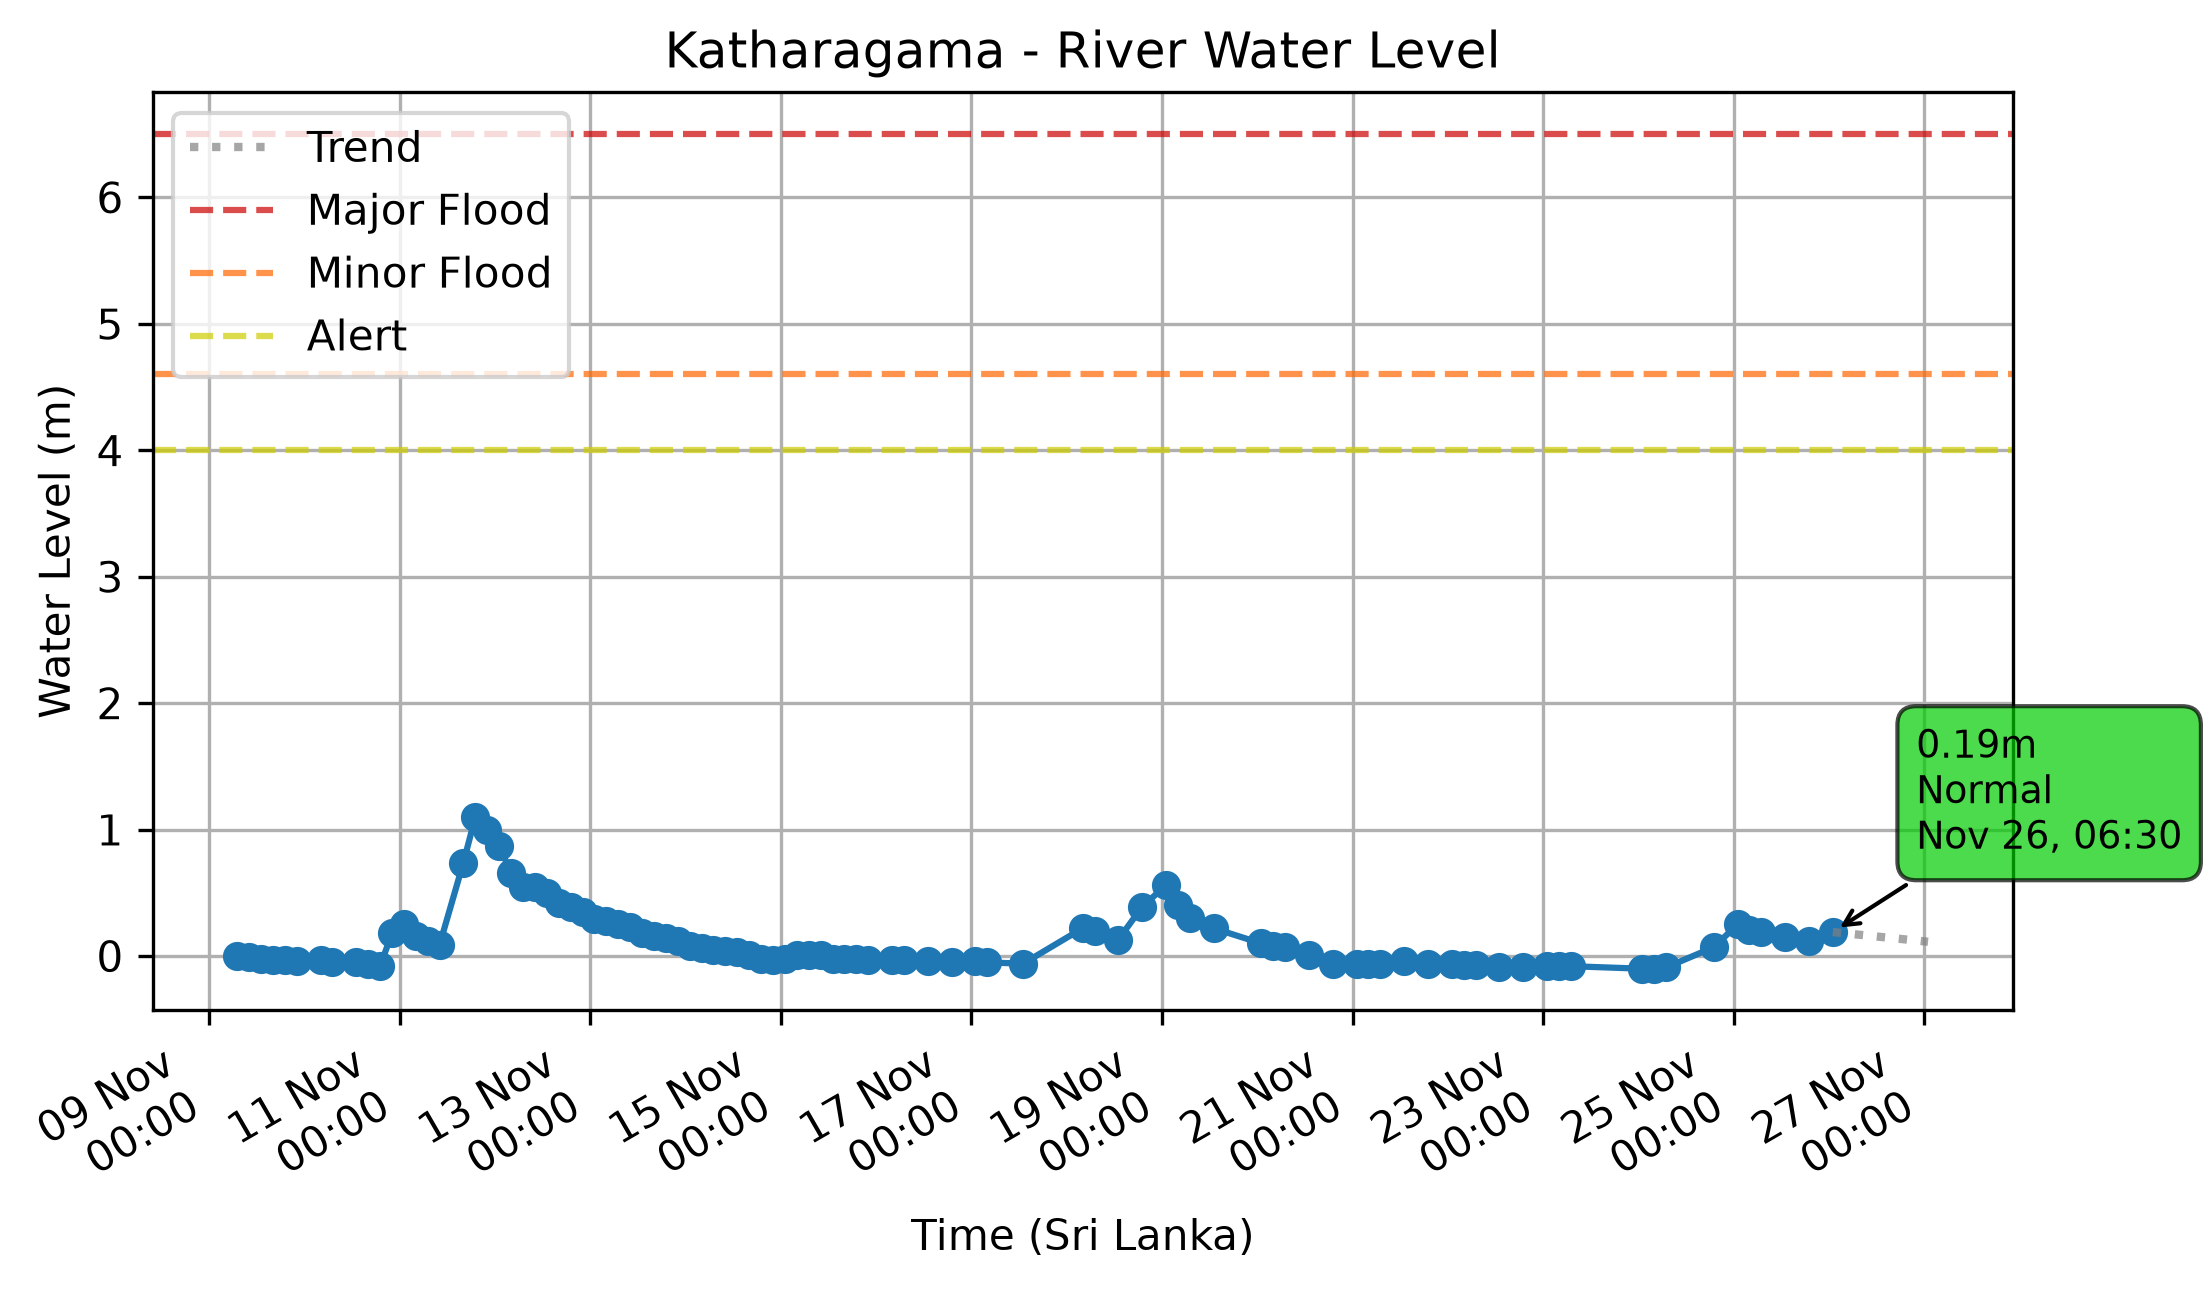 Katharagama - River Water Level
Trend
Major Flood
Minor Flood
Alert
Water Level (m)
6
5
4
3
2
1
0
0.19m
Normal
Nov 26, 06:30
09 Nov
00:00
11 Nov
00:00
13 Nov
00:00
15 Nov
00:00
17 Nov
00:00
19 Nov
00:00
21 Nov
00:00
23 Nov
00:00
25 Nov
00:00
27 Nov
00:00
Time (Sri Lanka)